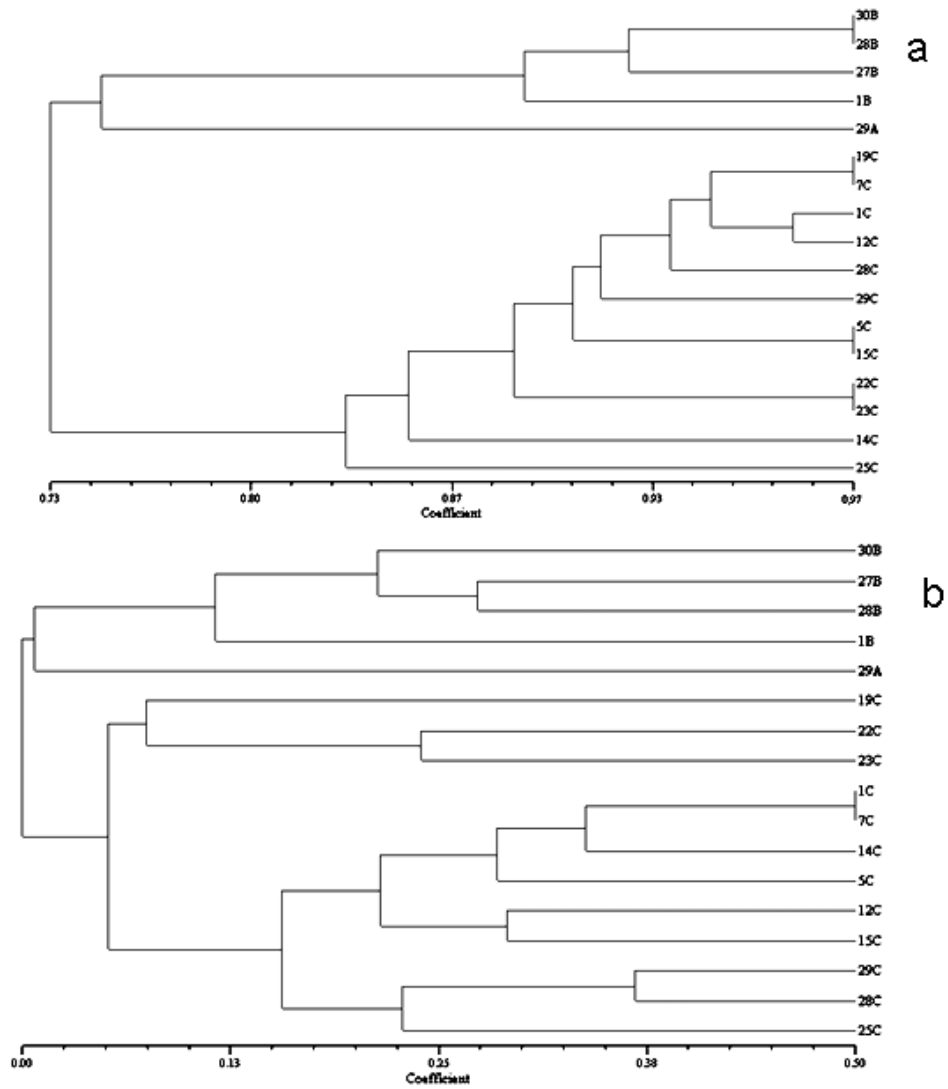 30B
28B
a
27B
1B
29A
19C
7C
1C
12C
28C
29C
5C
15C
22C
23C
14C
25C
0.73 0.80 0.87 0.93 0.97
Coefficient
30B
27B
b
28B
1B
29A
19C
22C
23C
1C
7C
14C
5C
12C
15C
29C
28C
25C
0.00 0.13 0.25 0.38 0.50
Coefficient